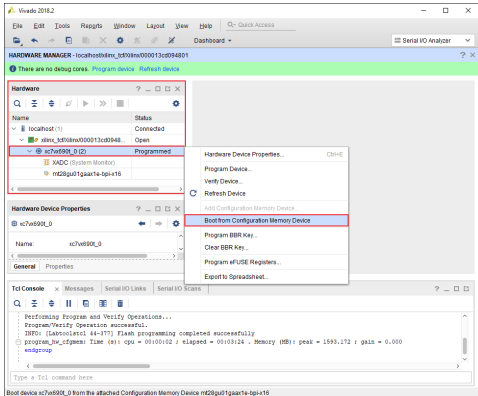 Vivado 2018.2
File Edit Tools Reports Window Layout View Help Q- Quick Access
Dashboard
Serial I/O Analyzer
HARDWARE MANAGER - localhost/xilinx_tcf/Xilinx/000013cd094801
There are no debug cores. Program device Refresh device
Hardware
Name Status
localhost (1) Connected
xilinx_tcf/Xilinx/000013cd0948... Open
xc7vx690t_0 (2) Programmed
XADC (System Monitor)
mt28gu01gaax1e-bpi-x16
Hardware Device Properties... Ctrl+E
Program Device...
Verify Device...
Refresh Device
Add Configuration Memory Device...
Boot from Configuration Memory Device
Program BBR Key...
Clear BBR Key...
Program eFUSE Registers...
Export to Spreadsheet...
Hardware Device Properties
xc7vx690t_0
Name: xc7vx690t_0
General Properties
Tcl Console Messages Serial I/O Links Serial I/O Scans
Performing Program and Verify Operations...
Program/Verify Operation successful.
INFO: [Labtoolstcl 44-377] Flash programming completed successfully
program_hw_cfgmem: Time (s): cpu = 00:00:02 ; elapsed = 00:03:24 . Memory (MB): peak = 1593.172 ; gain = 0.000
endgroup
Type a Tcl command here
Boot device xc7vx690t_0 from the attached Configuration Memory Device mt28gu01gaax1e-bpi-x16